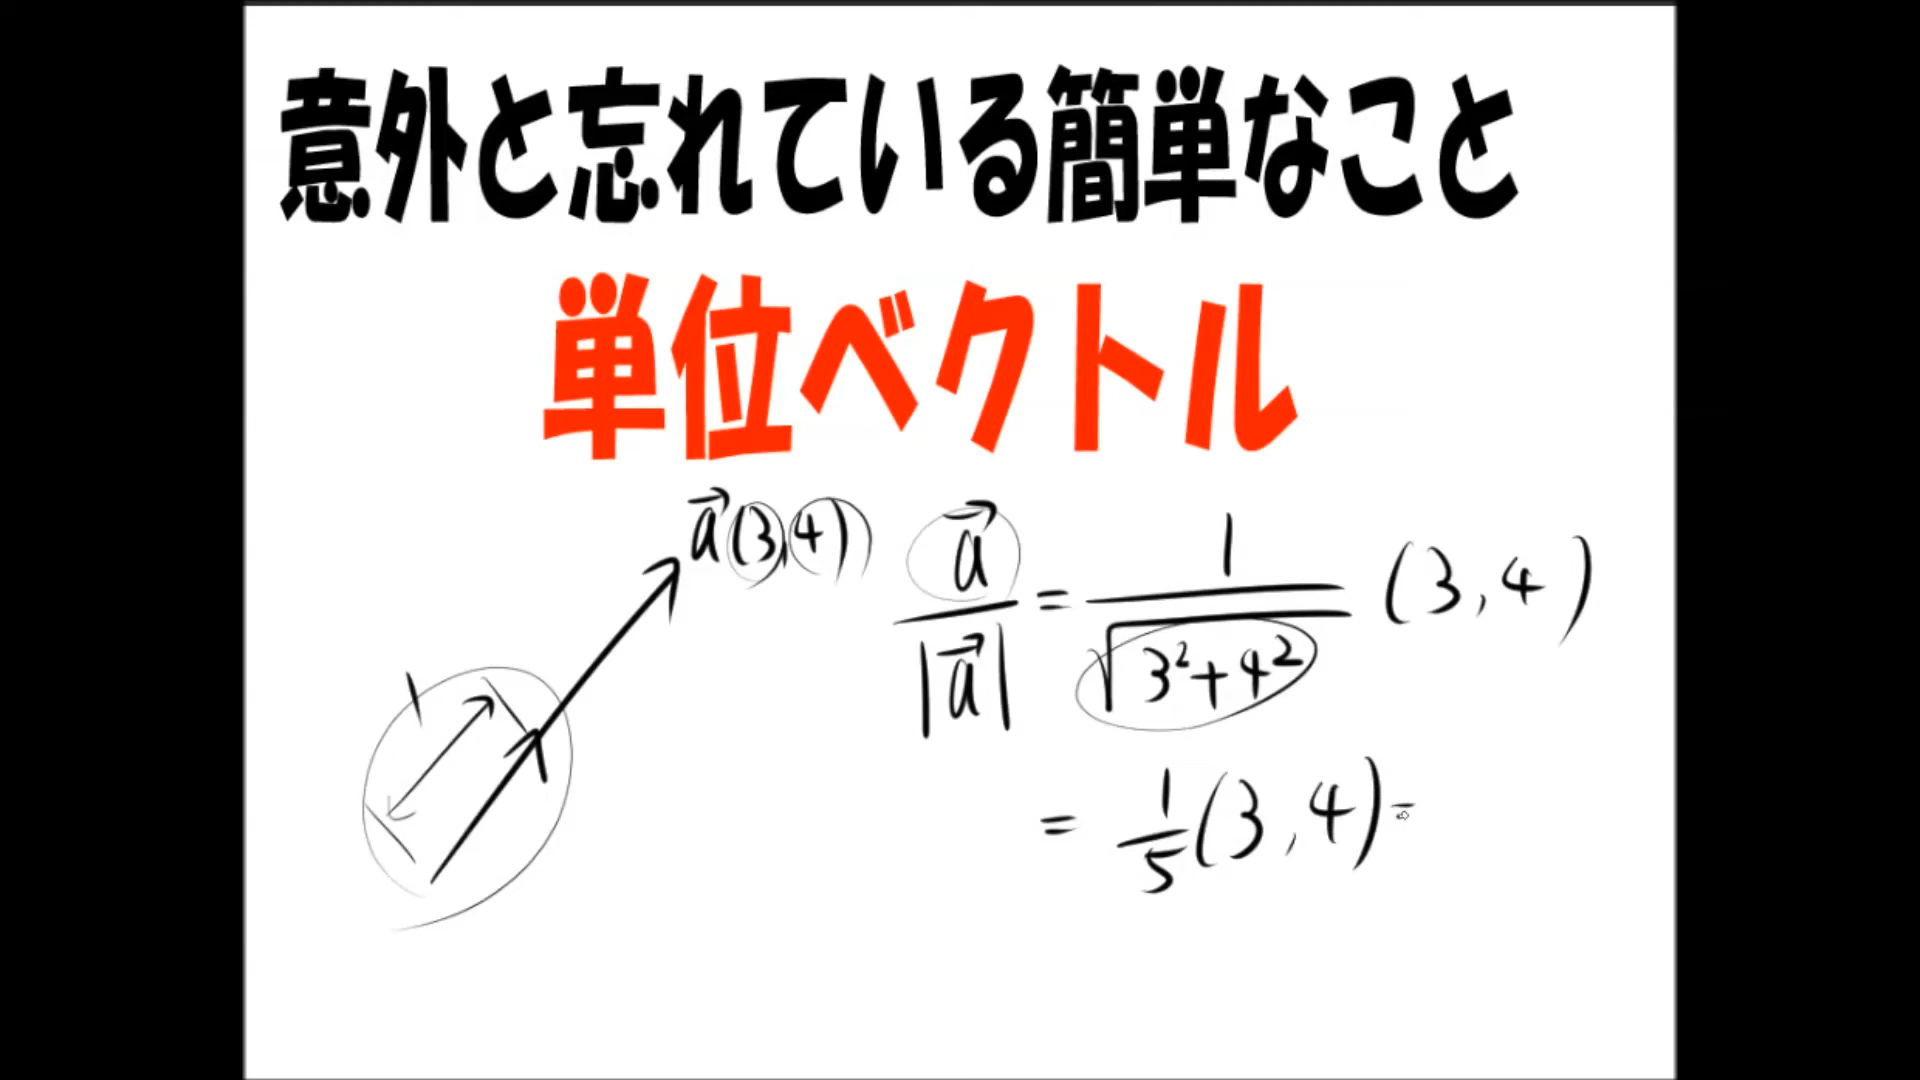 意外と忘れている簡単なこと
単位ベクトル
a⃗(3,4)
1
a⃗/|a⃗| = 1/√(3²+4²) (3,4)
= 1/5 (3,4) =